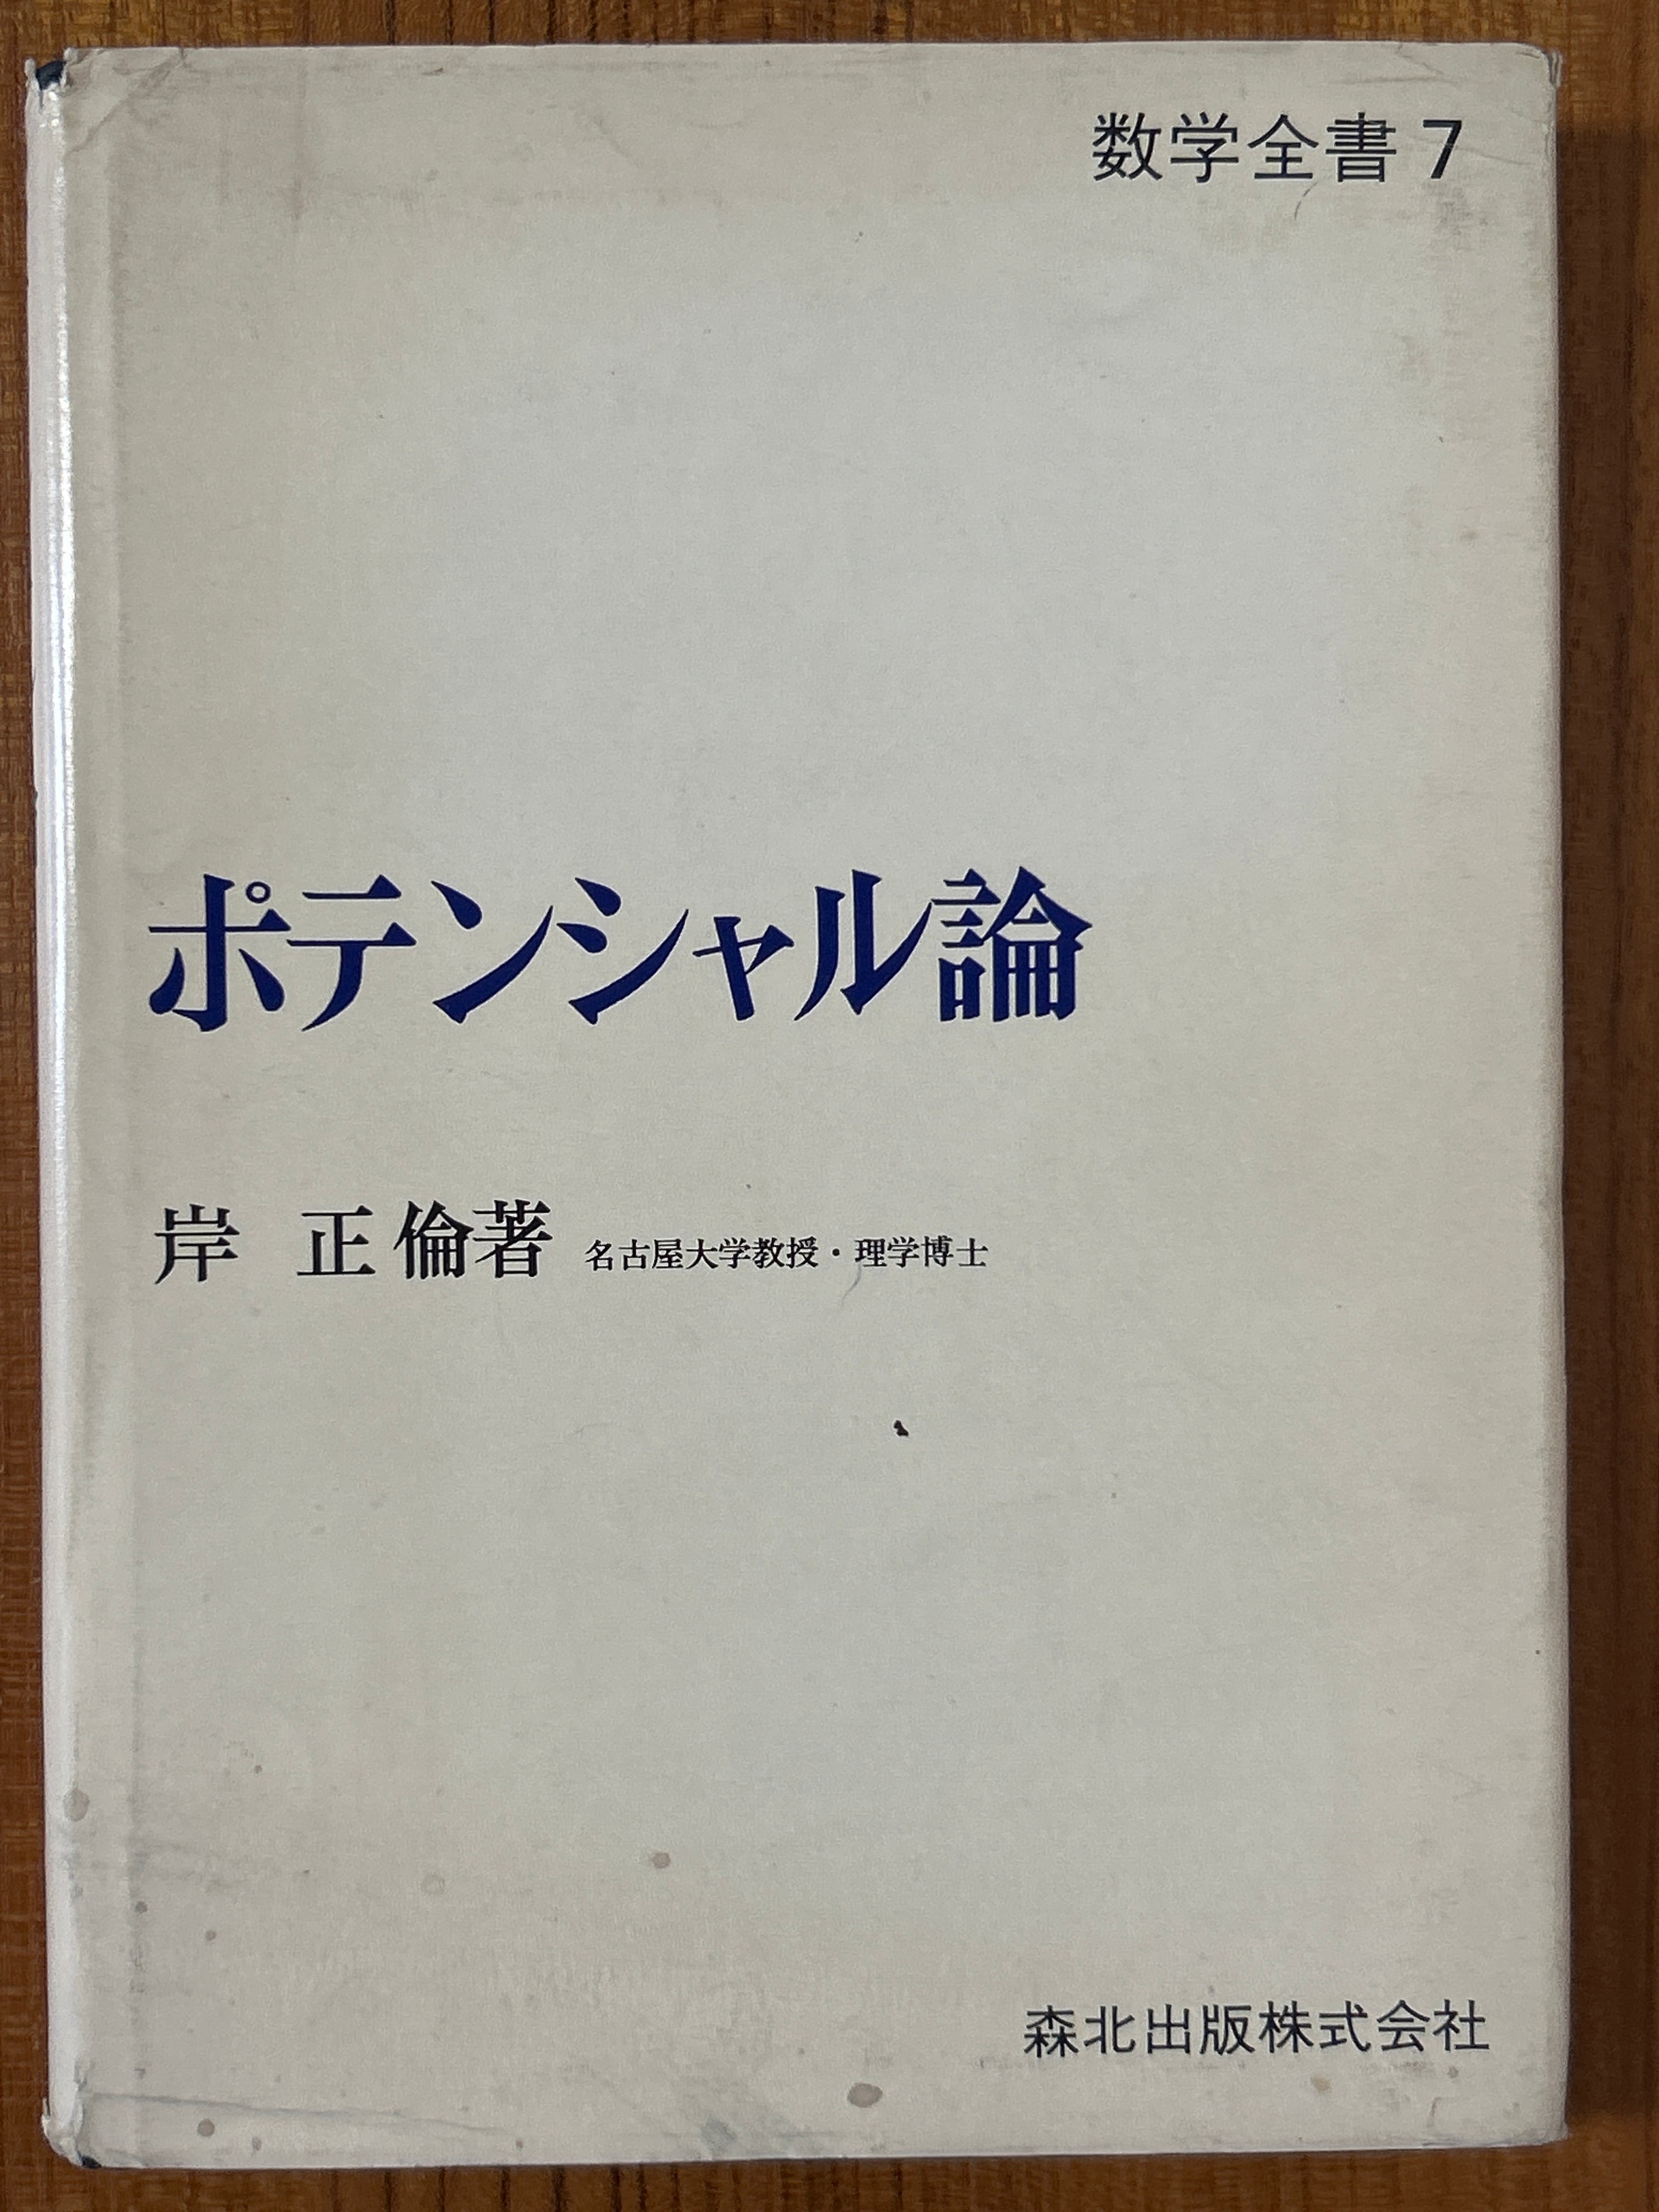 数学全書 7
ポテンシャル論
岸 正倫著 名古屋大学教授・理学博士
森北出版株式会社